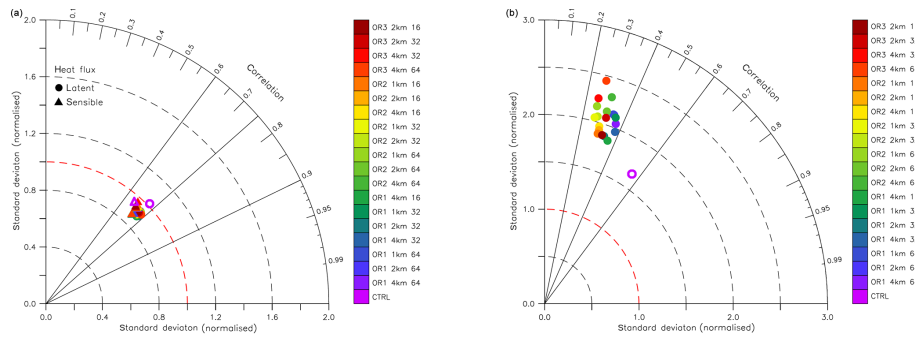 (a)
2.0
1.6
1.2
0.8
0.4
0.0
Standard deviaton (normalised)
0.0 0.4 0.8 1.2 1.6 2.0
Standard deviaton (normalised)
0.1 0.2 0.3 0.4 0.5 0.6 0.7 0.8 0.9 0.95 0.99
Correlation
Heat flux
Latent
Sensible
OR3 2km 16
OR3 2km 32
OR3 4km 32
OR3 4km 64
OR2 1km 16
OR2 2km 16
OR2 4km 16
OR2 1km 32
OR2 2km 32
OR2 1km 64
OR2 2km 64
OR2 4km 64
OR1 4km 16
OR1 1km 32
OR1 2km 32
OR1 4km 32
OR1 1km 64
OR1 2km 64
OR1 4km 64
CTRL
(b)
3.0
2.0
1.0
0.0
Standard deviaton (normalised)
0.0 1.0 2.0 3.0
Standard deviaton (normalised)
0.1 0.2 0.3 0.4 0.5 0.6 0.7 0.8 0.9 0.95 0.99
Correlation
OR3 2km 1
OR3 2km 3
OR3 4km 3
OR3 4km 6
OR2 1km 1
OR2 2km 1
OR2 4km 1
OR2 1km 3
OR2 2km 3
OR2 1km 6
OR2 2km 6
OR2 4km 6
OR1 4km 1
OR1 1km 3
OR1 2km 3
OR1 4km 3
OR1 1km 6
OR1 2km 6
OR1 4km 6
CTRL